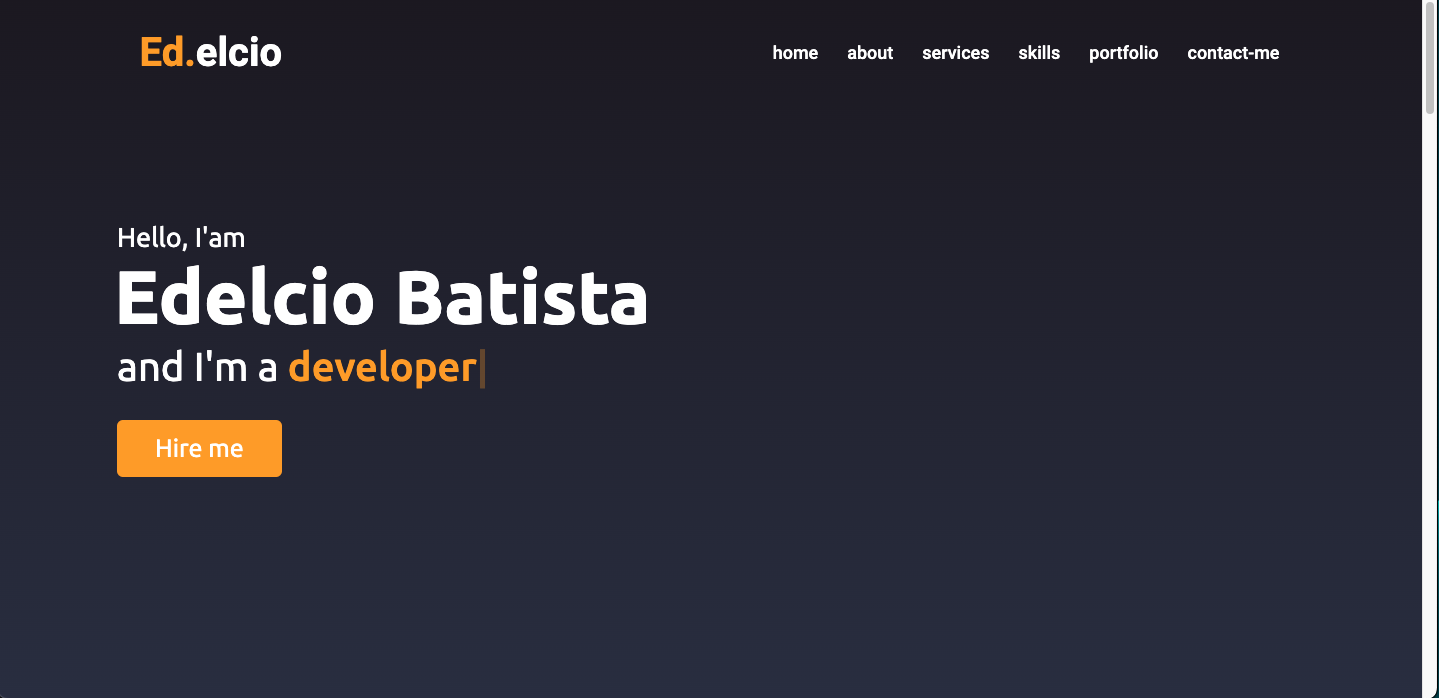 Ed.elcio
home about services skills portfolio contact-me
Hello, I'am
Edelcio Batista
and I'm a developer
Hire me